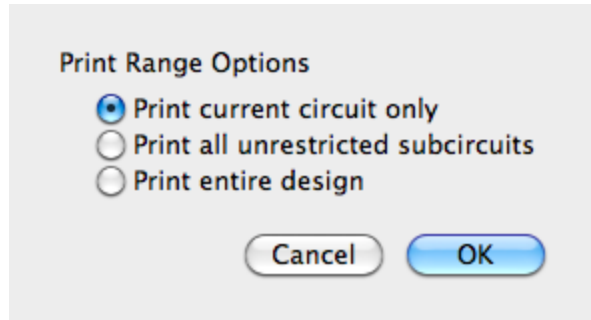 Print Range Options
Print current circuit only
Print all unrestricted subcircuits
Print entire design
Cancel OK